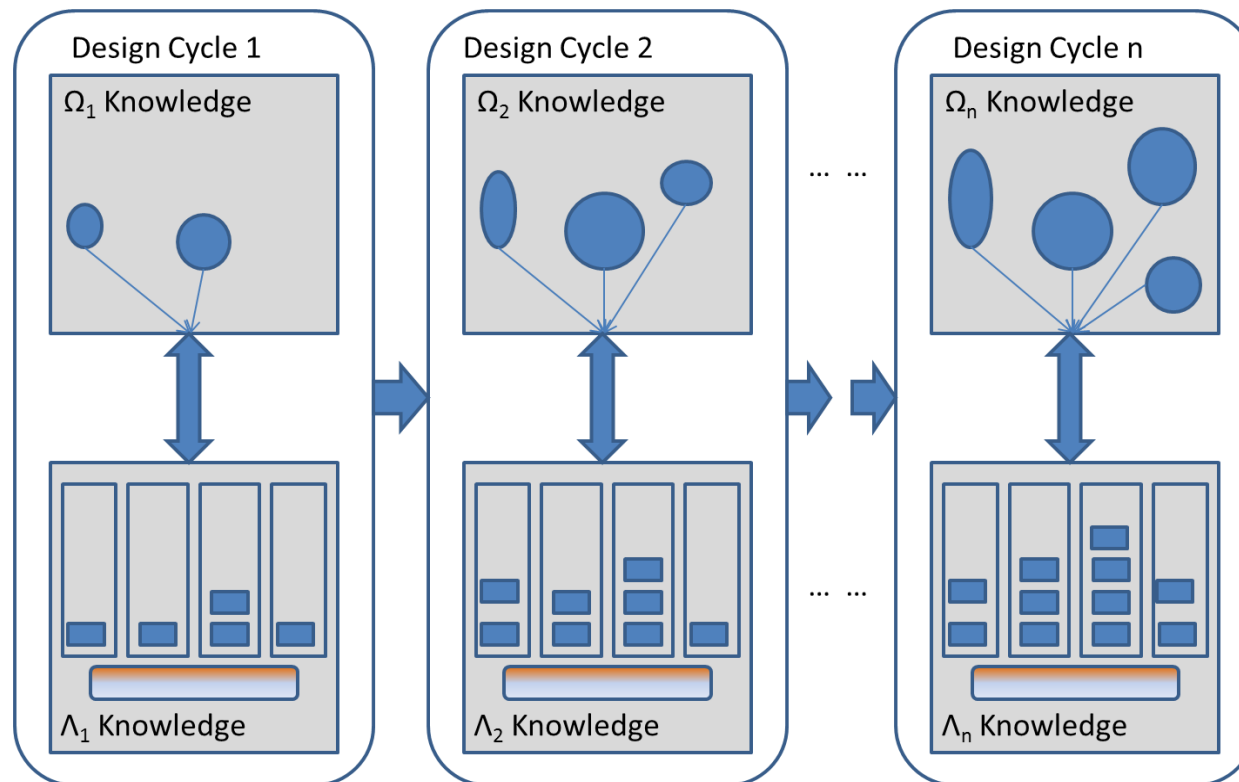 Design Cycle 1
Ω₁ Knowledge
Λ₁ Knowledge
Design Cycle 2
Ω₂ Knowledge
Λ₂ Knowledge
... ...
... ...
Design Cycle n
Ωₙ Knowledge
Λₙ Knowledge